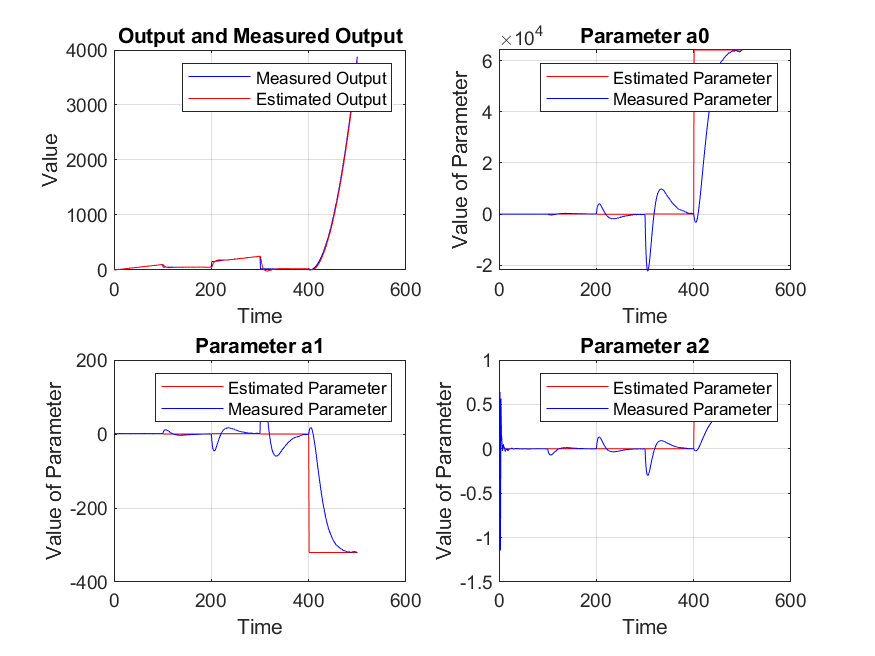 Output and Measured Output
4000
3000
2000
1000
0
0
200
400
600
Value
Time
Measured Output
Estimated Output
Parameter a0
×10⁴
6
4
2
0
-2
0
200
400
600
Value of Parameter
Time
Estimated Parameter
Measured Parameter
Parameter a1
200
0
-200
-400
0
200
400
600
Value of Parameter
Time
Estimated Parameter
Measured Parameter
Parameter a2
1
0.5
0
-0.5
-1
-1.5
0
200
400
600
Value of Parameter
Time
Estimated Parameter
Measured Parameter